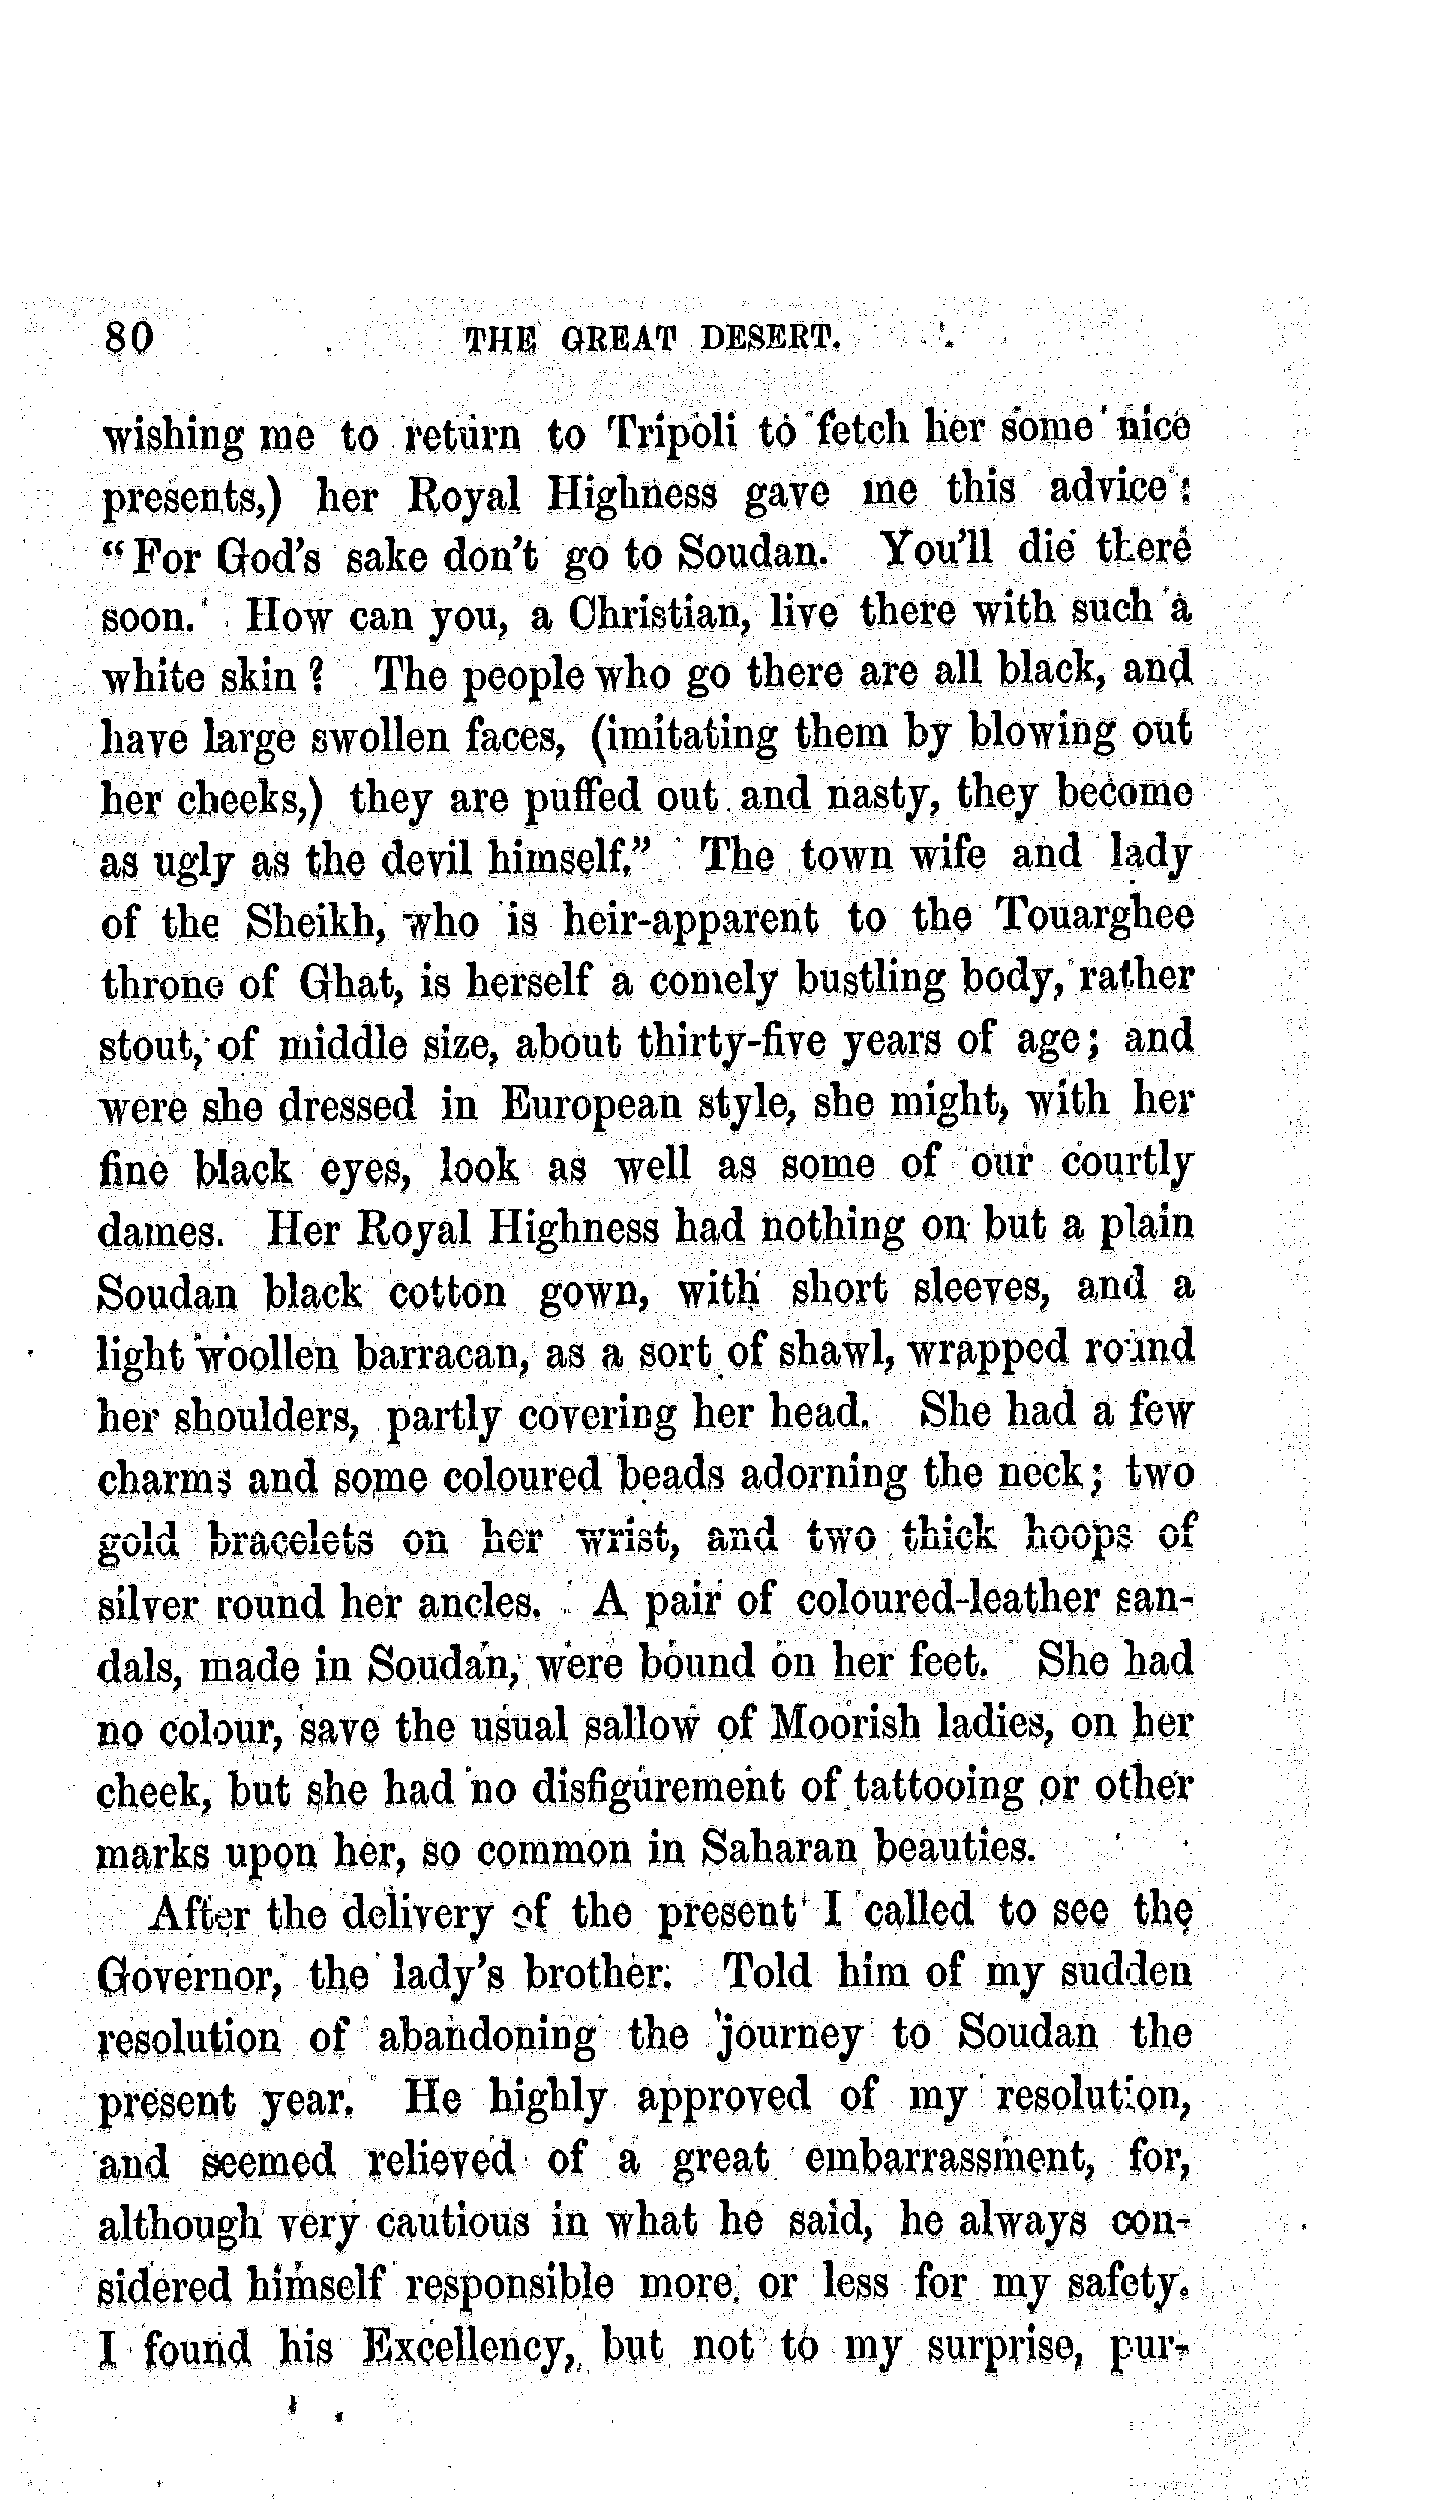 80 THE GREAT DESERT.
wishing me to return to Tripoli to fetch her some nice
presents,) her Royal Highness gave me this advice:
“For God's sake don't go to Soudan. You'll die there
soon. How can you, a Christian, live there with such a
white skin? The people who go there are all black, and
have large swollen faces, (imitating them by blowing out
her cheeks,) they are puffed out and nasty, they become
as ugly as the devil himself.” The town wife and lady
of the Sheikh, who is heir-apparent to the Touarghee
throne of Ghat, is herself a comely bustling body, rather
stout, of middle size, about thirty-five years of age; and
were she dressed in European style, she might, with her
fine black eyes, look as well as some of our courtly
dames. Her Royal Highness had nothing on but a plain
Soudan black cotton gown, with short sleeves, and a
light woollen barracan, as a sort of shawl, wrapped round
her shoulders, partly covering her head. She had a few
charms and some coloured beads adorning the neck; two
gold bracelets on her wrist, and two thick hoops of
silver round her ancles. A pair of coloured-leather san-
dals, made in Soudan, were bound on her feet. She had
no colour, save the usual sallow of Moorish ladies, on her
cheek, but she had no disfigurement of tattooing or other
marks upon her, so common in Saharan beauties.
After the delivery of the present I called to see the
Governor, the lady's brother. Told him of my sudden
resolution of abandoning the journey to Soudan the
present year. He highly approved of my resolution,
and seemed relieved of a great embarrassment, for,
although very cautious in what he said, he always con-
sidered himself responsible more or less for my safety.
I found his Excellency, but not to my surprise, pur-